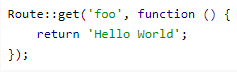 Route::get('foo', function () {
    return 'Hello World';
});